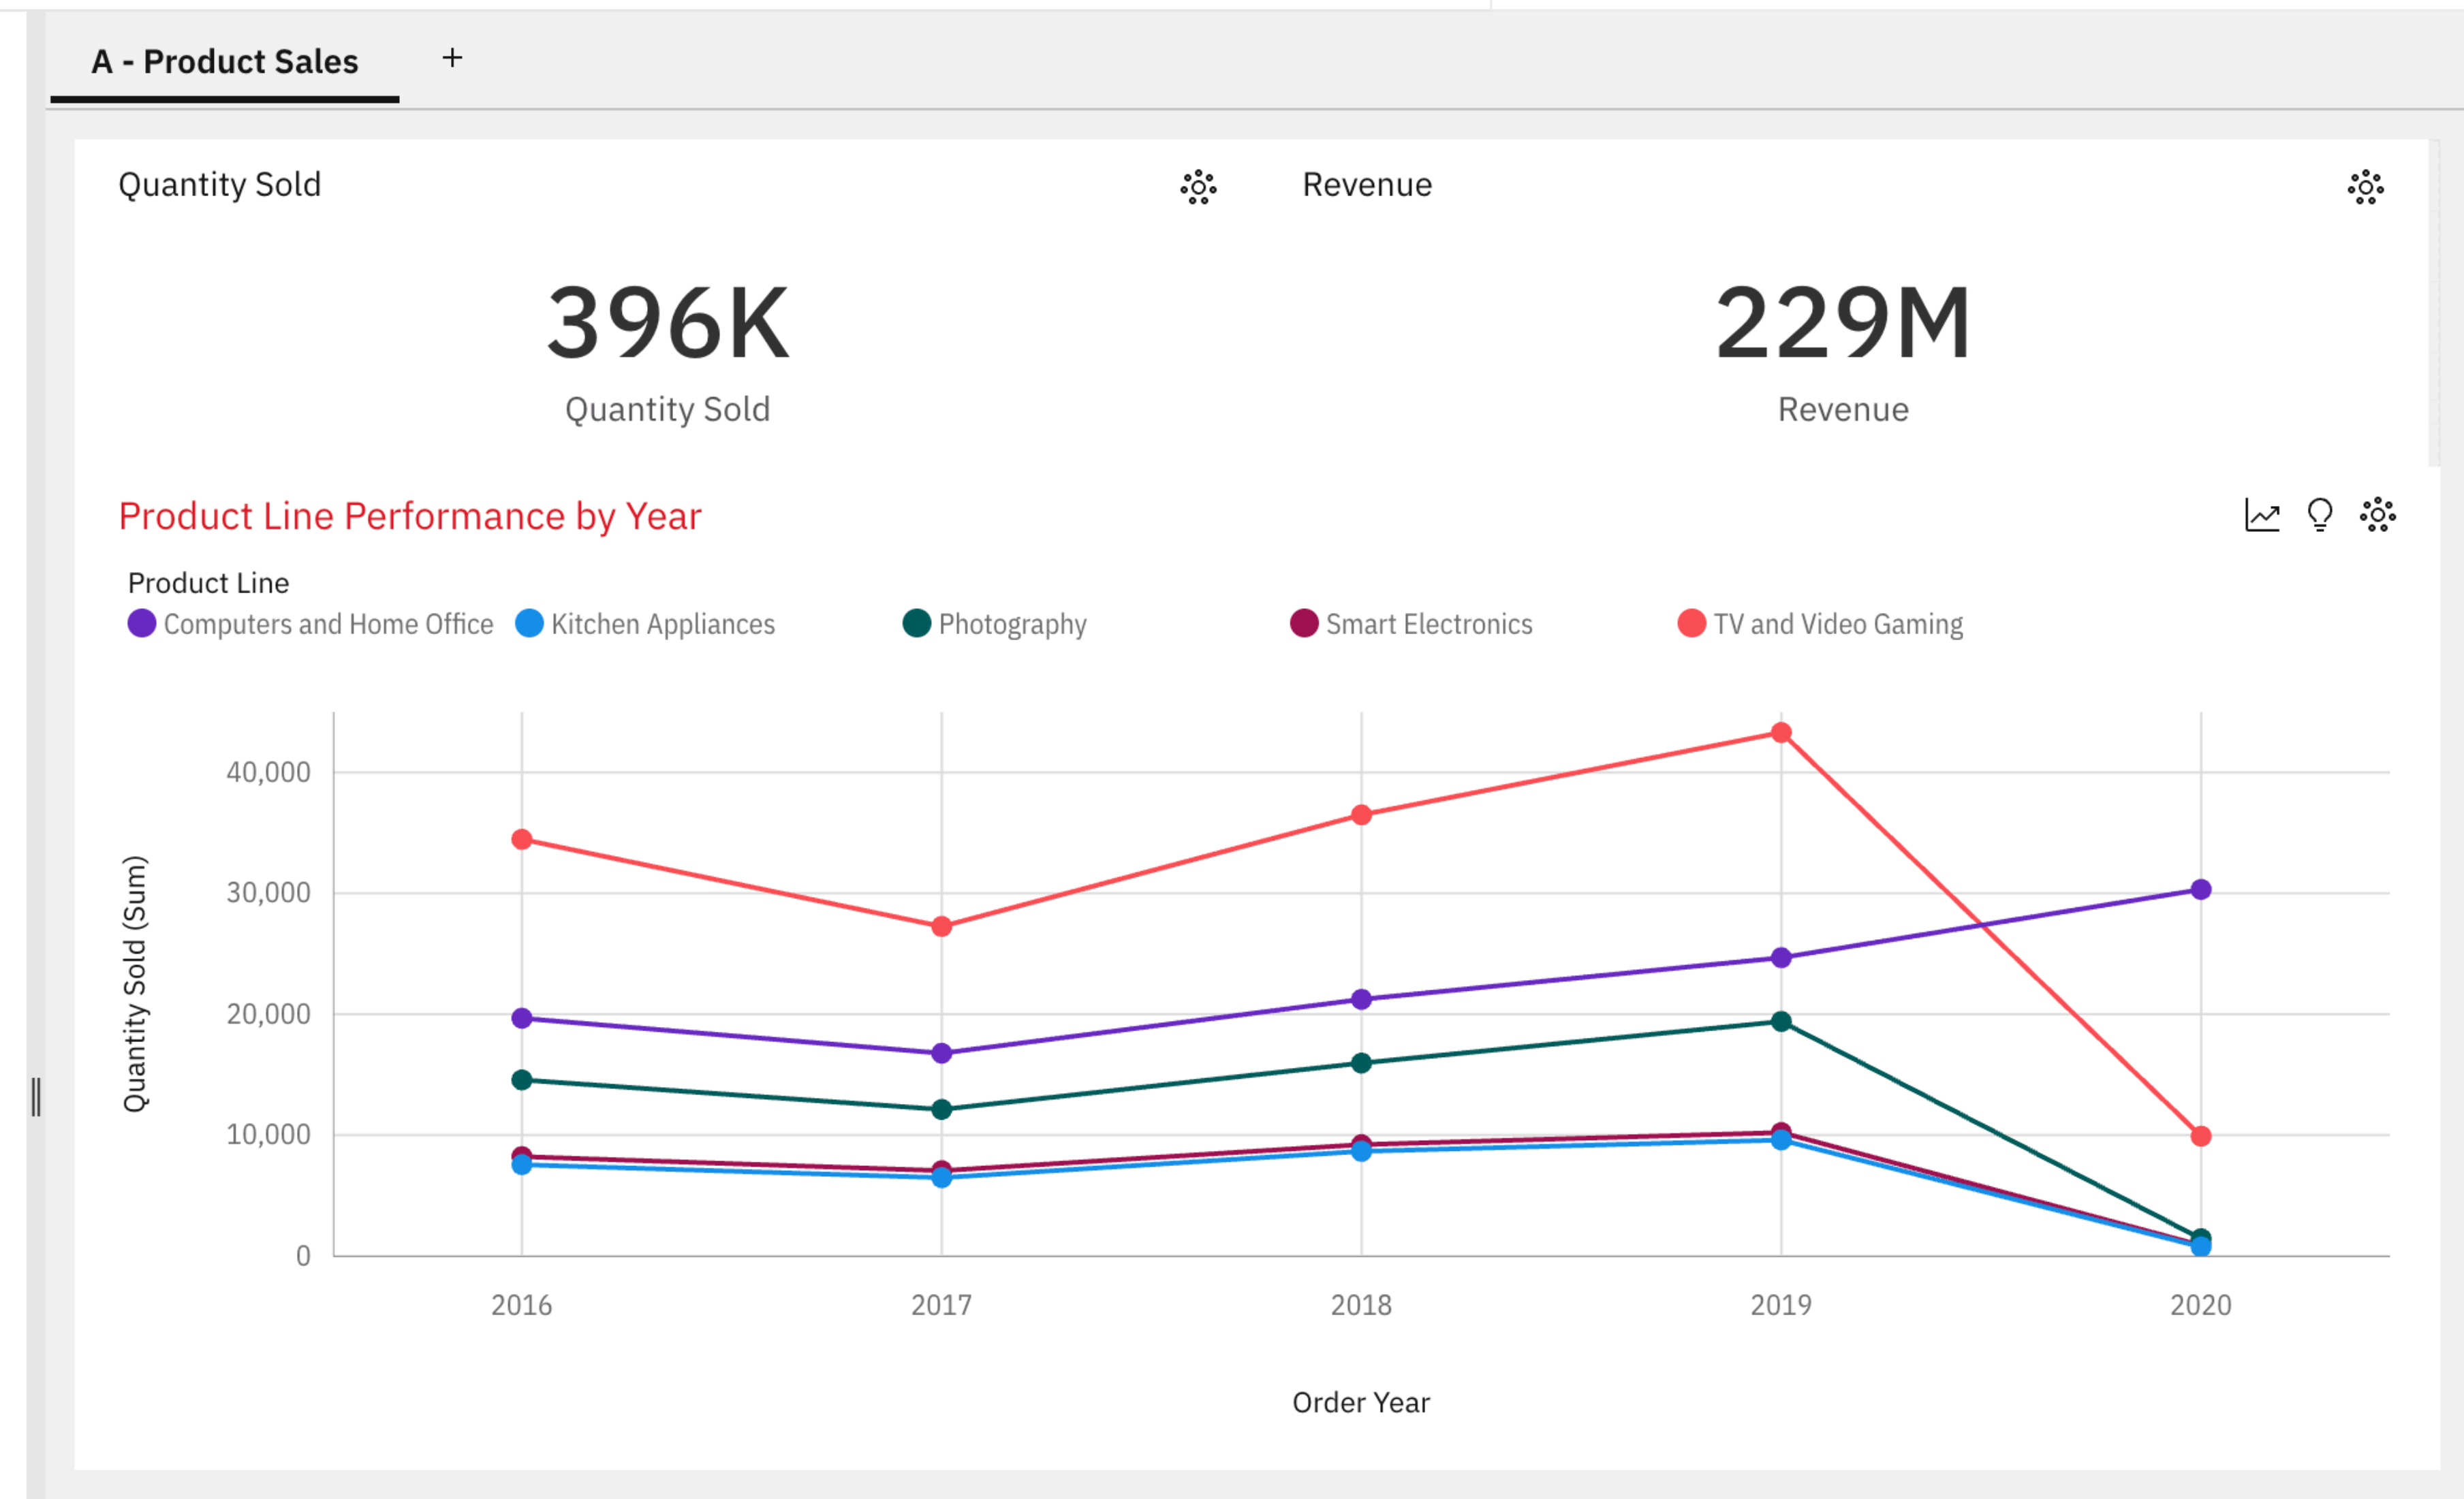 A - Product Sales +
Quantity Sold
Revenue
396K
Quantity Sold
229M
Revenue
Product Line Performance by Year
Product Line
Computers and Home Office Kitchen Appliances Photography Smart Electronics TV and Video Gaming
Quantity Sold (Sum)
40,000
30,000
20,000
10,000
0
2016 2017 2018 2019 2020
Order Year